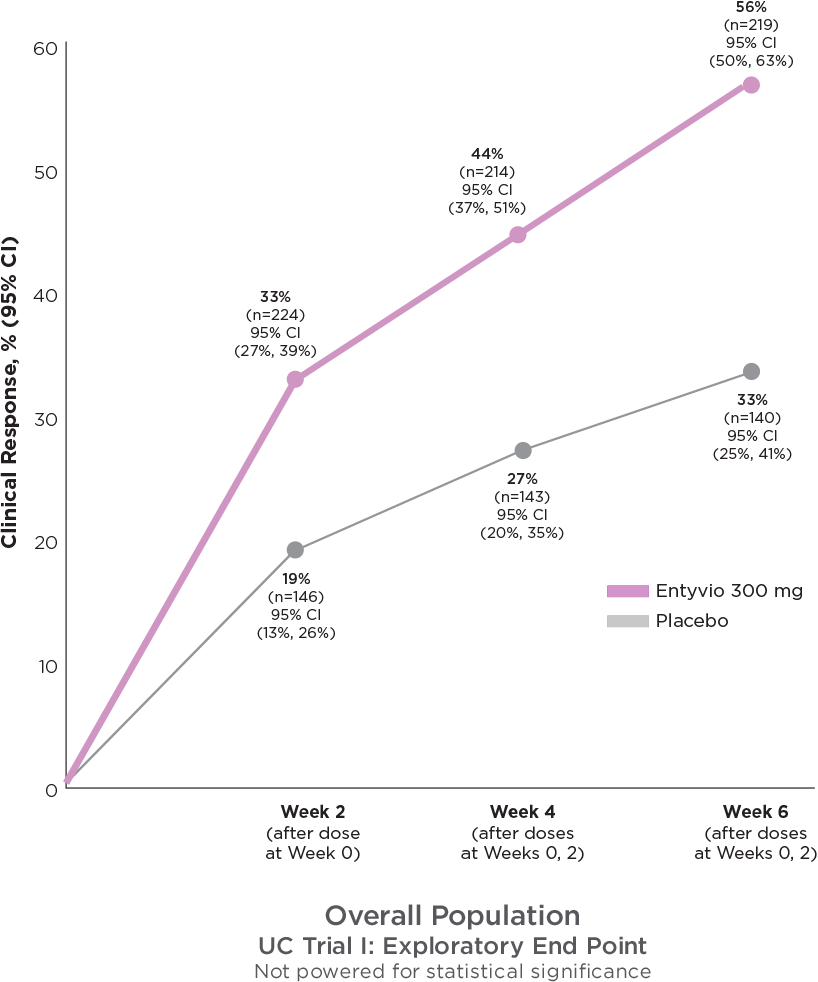 56%
(n=219)
95% CI
(50%, 63%)
60
44%
(n=214)
95% CI
(37%, 51%)
50
Clinical Response, % (95% CI)
40
33%
(n=224)
95% CI
(27%, 39%)
33%
(n=140)
95% CI
(25%, 41%)
30
27%
(n=143)
95% CI
(20%, 35%)
20
19%
(n=146)
95% CI
(13%, 26%)
Entyvio 300 mg
Placebo
10
0
Week 2
(after dose
at Week 0)
Week 4
(after doses
at Weeks 0, 2)
Week 6
(after doses
at Weeks 0, 2)
Overall Population
UC Trial I: Exploratory End Point
Not powered for statistical significance